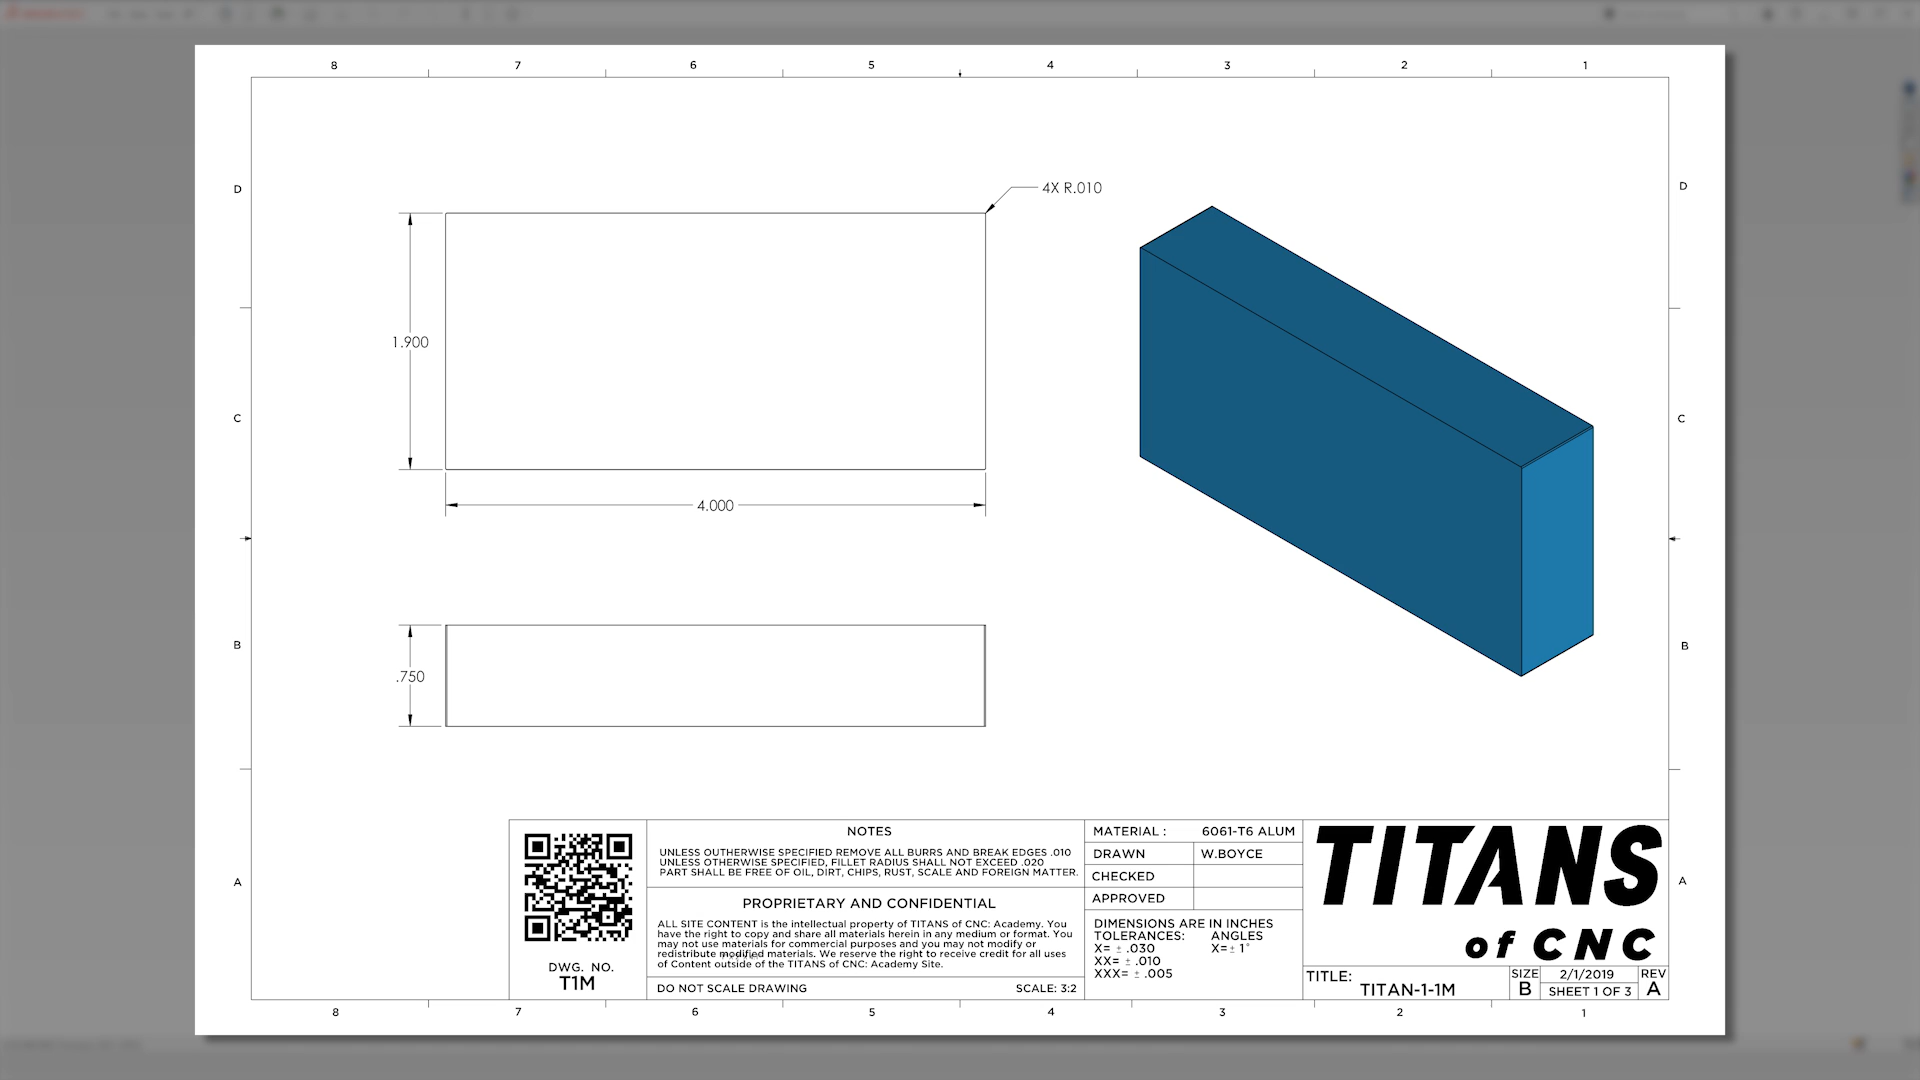 8 7 6 5 4 3 2 1
D D
4X R.010
1.900
C C
4.000
B B
.750
A A
NOTES
UNLESS OUTHERWISE SPECIFIED REMOVE ALL BURRS AND BREAK EDGES .010
UNLESS OTHERWISE SPECIFIED, FILLET RADIUS SHALL NOT EXCEED .020
PART SHALL BE FREE OF OIL, DIRT, CHIPS, RUST, SCALE AND FOREIGN MATTER.
PROPRIETARY AND CONFIDENTIAL
ALL SITE CONTENT is the intellectual property of TITANS of CNC: Academy. You
have the right to copy and share all materials herein in any medium or format. You
may not use materials for commercial purposes and you may not modify or
redistribute modified materials. We reserve the right to receive credit for all uses
of Content outside of the TITANS of CNC: Academy Site.
DWG. NO.
T1M
DO NOT SCALE DRAWING SCALE: 3:2
MATERIAL : 6061-T6 ALUM
DRAWN W.BOYCE
CHECKED
APPROVED
DIMENSIONS ARE IN INCHES
TOLERANCES: ANGLES
X= ± .030 X= ± 1°
XX= ± .010
XXX= ± .005
TITANS
of CNC
TITLE:
TITAN-1-1M
SIZE
B
2/1/2019
SHEET 1 OF 3
REV
A
8 7 6 5 4 3 2 1